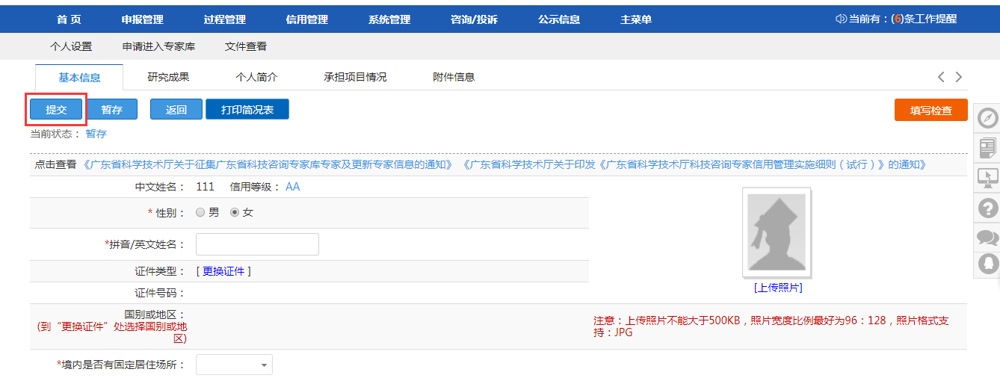 首 页 申报管理 过程管理 信用管理 系统管理 咨询/投诉 公示信息 主菜单 当前有：(6)条工作提醒
个人设置 申请进入专家库 文件查看
基本信息 研究成果 个人简介 承担项目情况 附件信息
提交 暂存 返回 打印简况表 填写检查
当前状态： 暂存
点击查看 《广东省科学技术厅关于征集广东省科技咨询专家库专家及更新专家信息的通知》 《广东省科学技术厅关于印发《广东省科学技术厅科技咨询专家信用管理实施细则（试行）》的通知》
中文姓名： 111 信用等级： AA
* 性别： 男 女
*拼音/英文姓名：
证件类型： [ 更换证件 ]
证件号码：
[上传照片]
国别或地区：
(到“更换证件”处选择国别或地
区)
注意：上传照片不能大于500KB，照片宽度比例最好为96：128，照片格式支
持：JPG
*境内是否有固定居住场所：